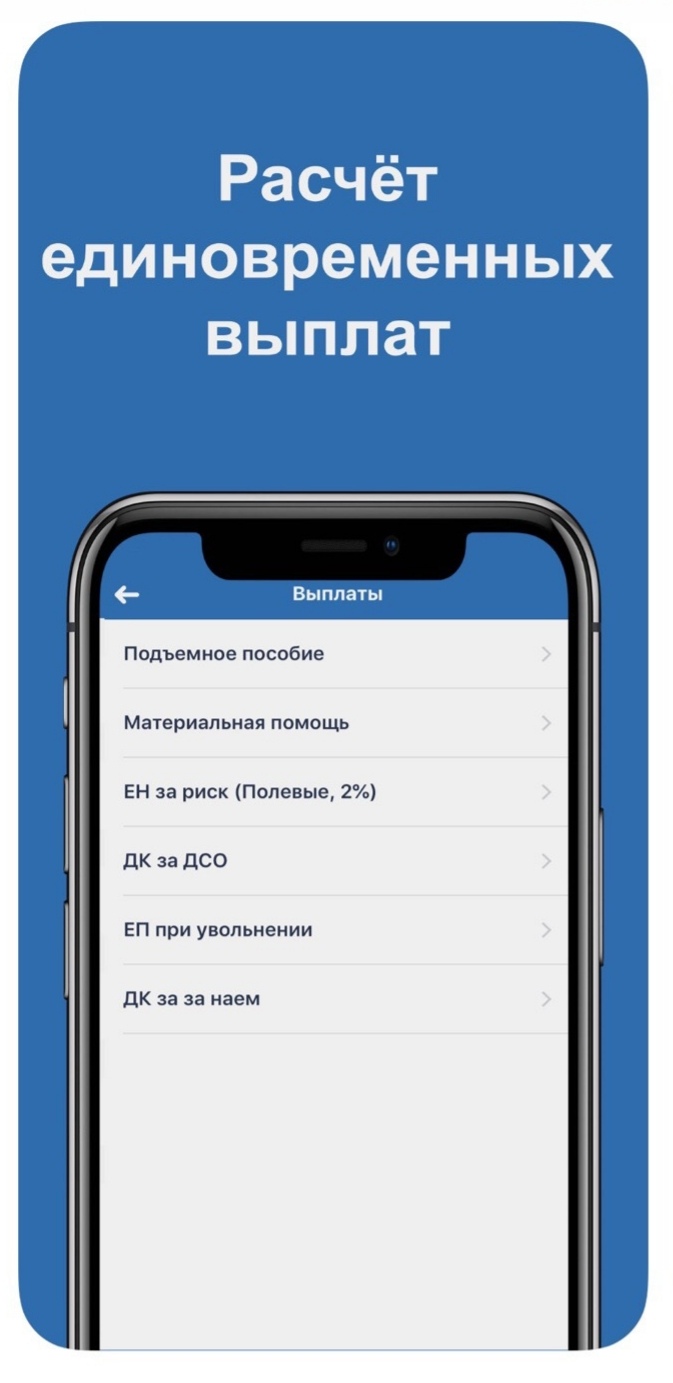 Расчёт
единовременных
выплат
Выплаты
Подъемное пособие
Материальная помощь
ЕН за риск (Полевые, 2%)
ДК за ДСО
ЕП при увольнении
ДК за за наем